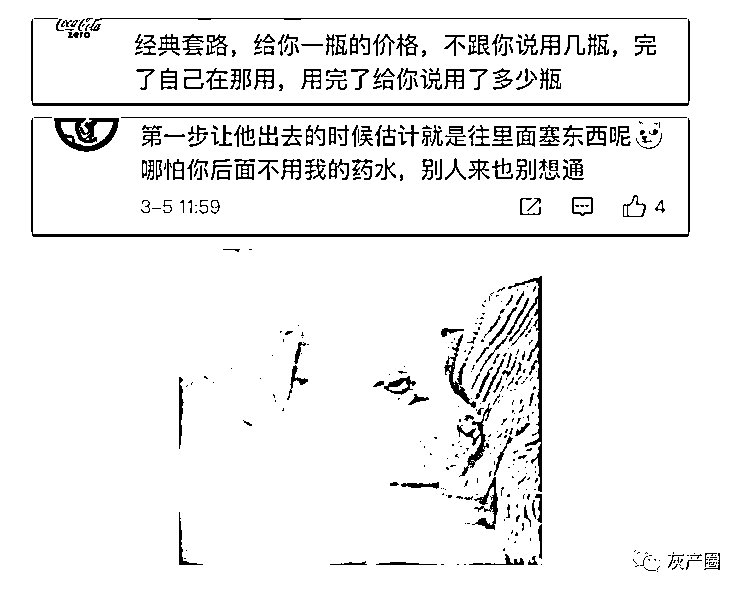 Coca-Cola
zero
经典套路，给你一瓶的价格，不跟你说用几瓶，完
了自己在那用，用完了给你说用了多少瓶
第一步让他出去的时候估计就是往里面塞东西呢
哪怕你后面不用我的药水，别人来也别想通
3-5 11:59
4
灰产圈